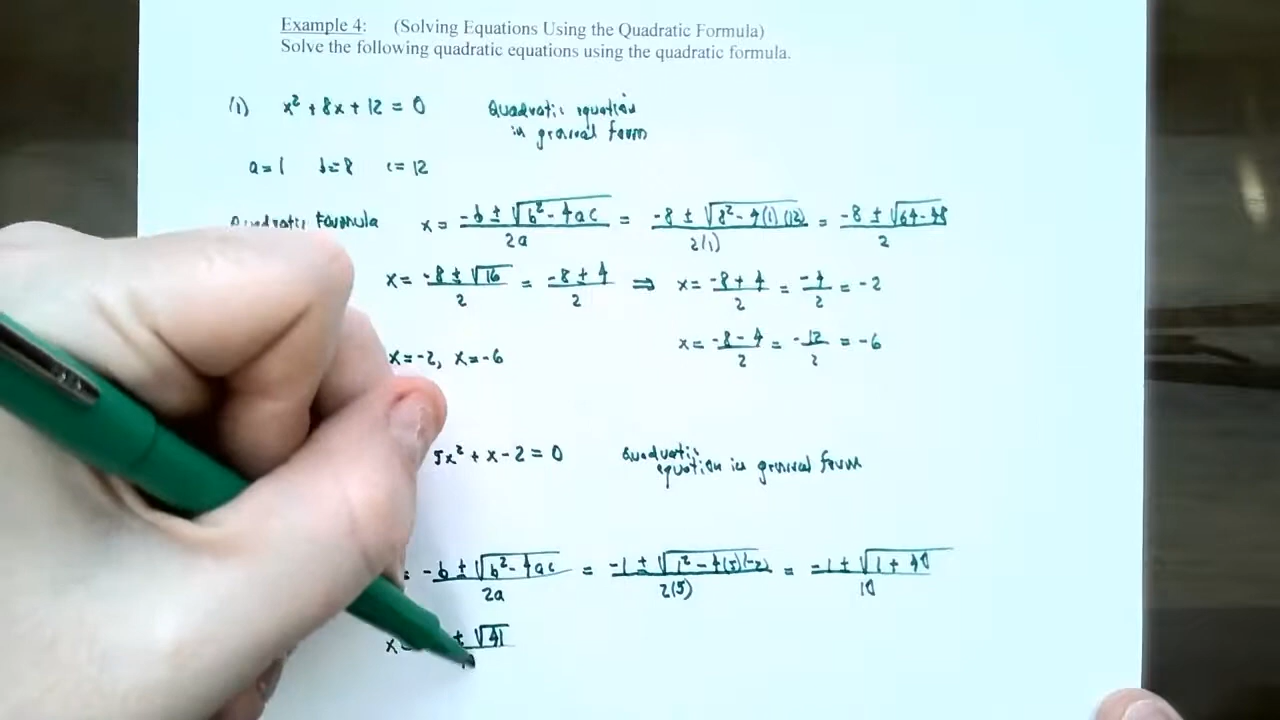 Example 4: (Solving Equations Using the Quadratic Formula)
Solve the following quadratic equations using the quadratic formula.
(1) x² + 8x + 12 = 0 Quadratic equation
in general form
a = 1 b = 8 c = 12
Quadratic Formula x = (-b ± √(b² - 4ac))/2a = (-8 ± √(8² - 4(1)(12)))/2(1) = (-8 ± √(64 - 48))/2
x = (-8 ± √16)/2 = (-8 ± 4)/2 ⇒ x = (-8 + 4)/2 = -4/2 = -2
x = (-8 - 4)/2 = -12/2 = -6
x = -2, x = -6
5x² + x - 2 = 0 Quadratic
equation in general form
= (-b ± √(b² - 4ac))/2a = (-1 ± √(1² - 4(5)(-2)))/2(5) = (-1 ± √(1 + 40))/10
x = ± √41